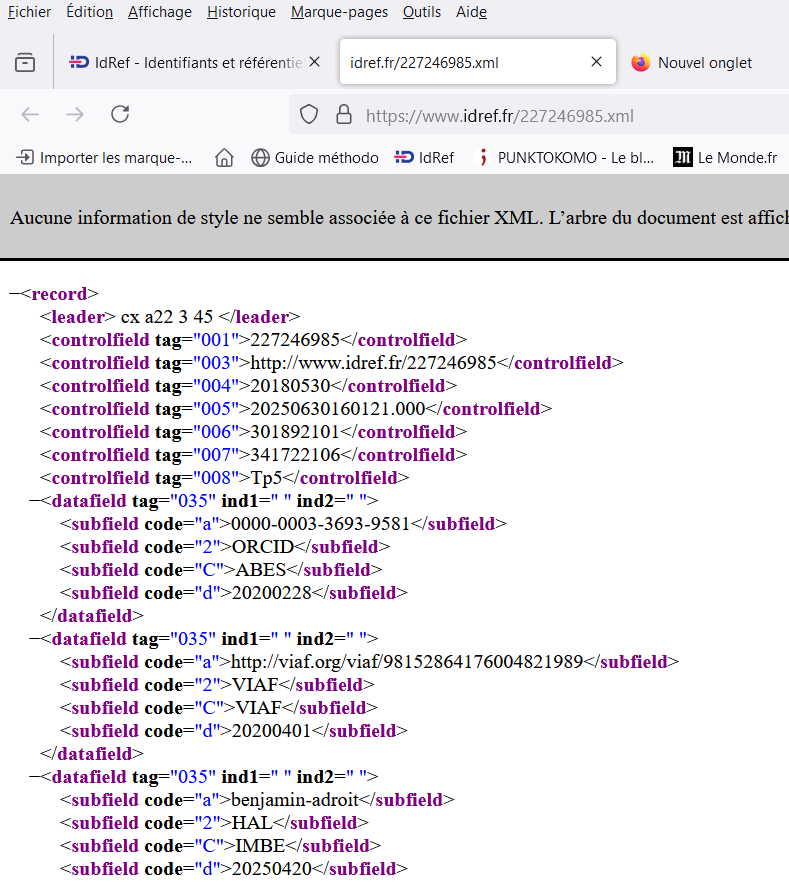 Fichier Édition Affichage Historique Marque-pages Outils Aide
IdRef - Identifiants et référentie
idref.fr/227246985.xml
Nouvel onglet
https://www.idref.fr/227246985.xml
Importer les marque-...
Guide méthodo
IdRef
PUNKTOKOMO - Le bl...
Le Monde.fr
Aucune information de style ne semble associée à ce fichier XML. L’arbre du document est affich
−<record>
<leader> cx a22 3 45 </leader>
<controlfield tag="001">227246985</controlfield>
<controlfield tag="003">http://www.idref.fr/227246985</controlfield>
<controlfield tag="004">20180530</controlfield>
<controlfield tag="005">20250630160121.000</controlfield>
<controlfield tag="006">301892101</controlfield>
<controlfield tag="007">341722106</controlfield>
<controlfield tag="008">Tp5</controlfield>
−<datafield tag="035" ind1=" " ind2=" ">
<subfield code="a">0000-0003-3693-9581</subfield>
<subfield code="2">ORCID</subfield>
<subfield code="C">ABES</subfield>
<subfield code="d">20200228</subfield>
</datafield>
−<datafield tag="035" ind1=" " ind2=" ">
<subfield code="a">http://viaf.org/viaf/98152864176004821989</subfield>
<subfield code="2">VIAF</subfield>
<subfield code="C">VIAF</subfield>
<subfield code="d">20200401</subfield>
</datafield>
−<datafield tag="035" ind1=" " ind2=" ">
<subfield code="a">benjamin-adroit</subfield>
<subfield code="2">HAL</subfield>
<subfield code="C">IMBE</subfield>
<subfield code="d">20250420</subfield>